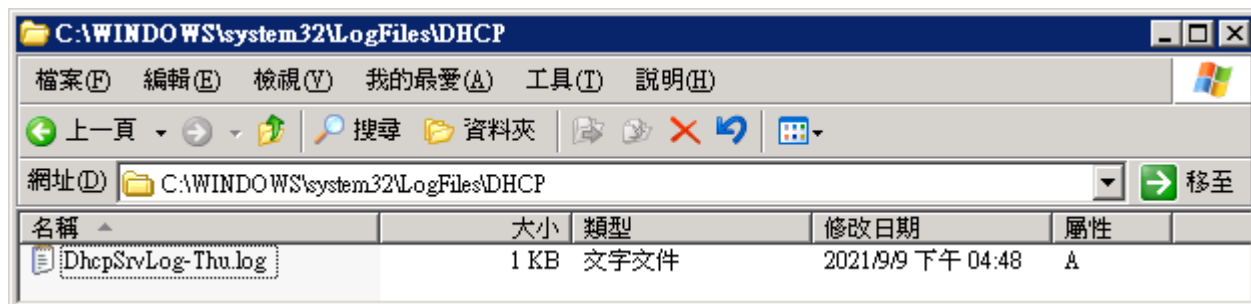 C:\WINDOWS\system32\LogFiles\DHCP
檔案(F) 編輯(E) 檢視(V) 我的最愛(A) 工具(T) 說明(H)
上一頁 搜尋 資料夾
網址(D) C:\WINDOWS\system32\LogFiles\DHCP 移至
名稱 大小 類型 修改日期 屬性
DhcpSrvLog-Thu.log 1 KB 文字文件 2021/9/9 下午 04:48 A